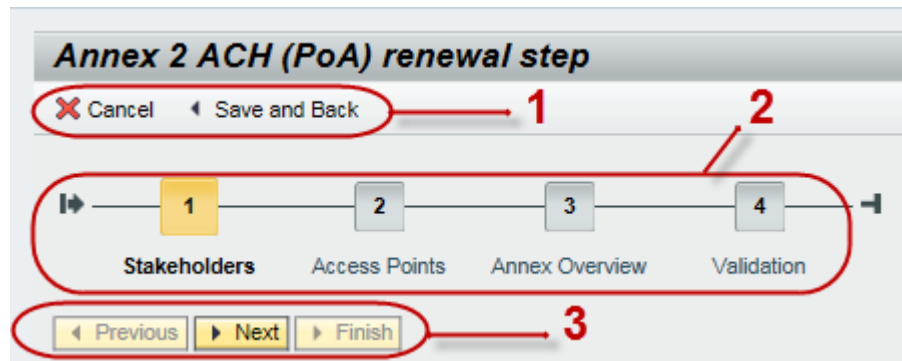 Annex 2 ACH (PoA) renewal step
Cancel Save and Back 1
2
1 2 3 4
Stakeholders Access Points Annex Overview Validation
Previous Next Finish 3